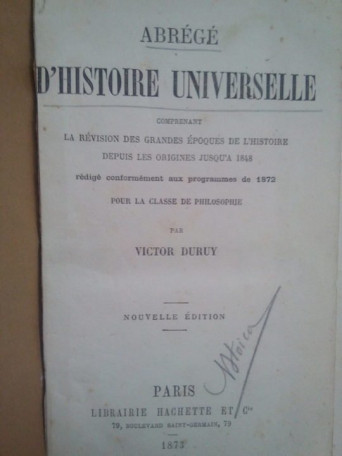 ABRÉGÉ
D'HISTOIRE UNIVERSELLE
COMPRENANT
LA RÉVISION DES GRANDES ÉPOQUES DE L'HISTOIRE
DEPUIS LES ORIGINES JUSQU'A 1848
rédigé conformément aux programmes de 1872
POUR LA CLASSE DE PHILOSOPHIE
PAR
VICTOR DURUY
NOUVELLE ÉDITION
PARIS
LIBRAIRIE HACHETTE ET Cie
79, BOULEVARD SAINT-GERMAIN, 79
1877